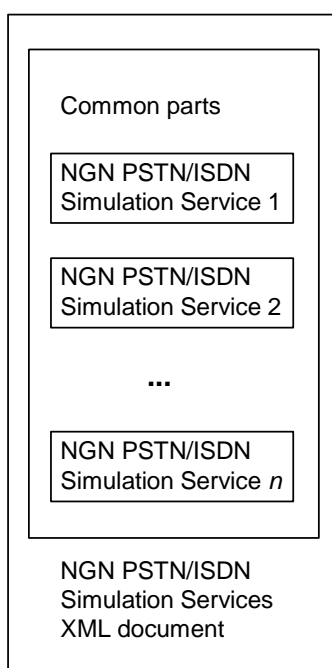 Common parts
NGN PSTN/ISDN
Simulation Service 1
NGN PSTN/ISDN
Simulation Service 2
...
NGN PSTN/ISDN
Simulation Service n
NGN PSTN/ISDN
Simulation Services
XML document